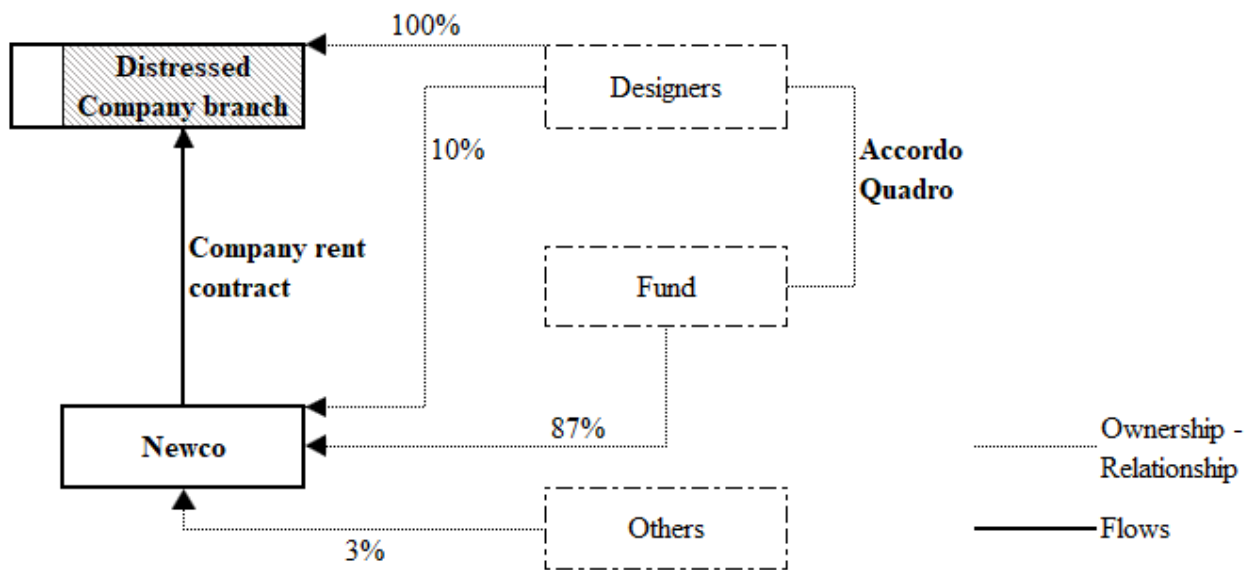 100%
Distressed
Company branch
Designers
10%
Accordo
Quadro
Company rent
contract
Fund
Newco
87%
Ownership -
Relationship
Others
Flows
3%